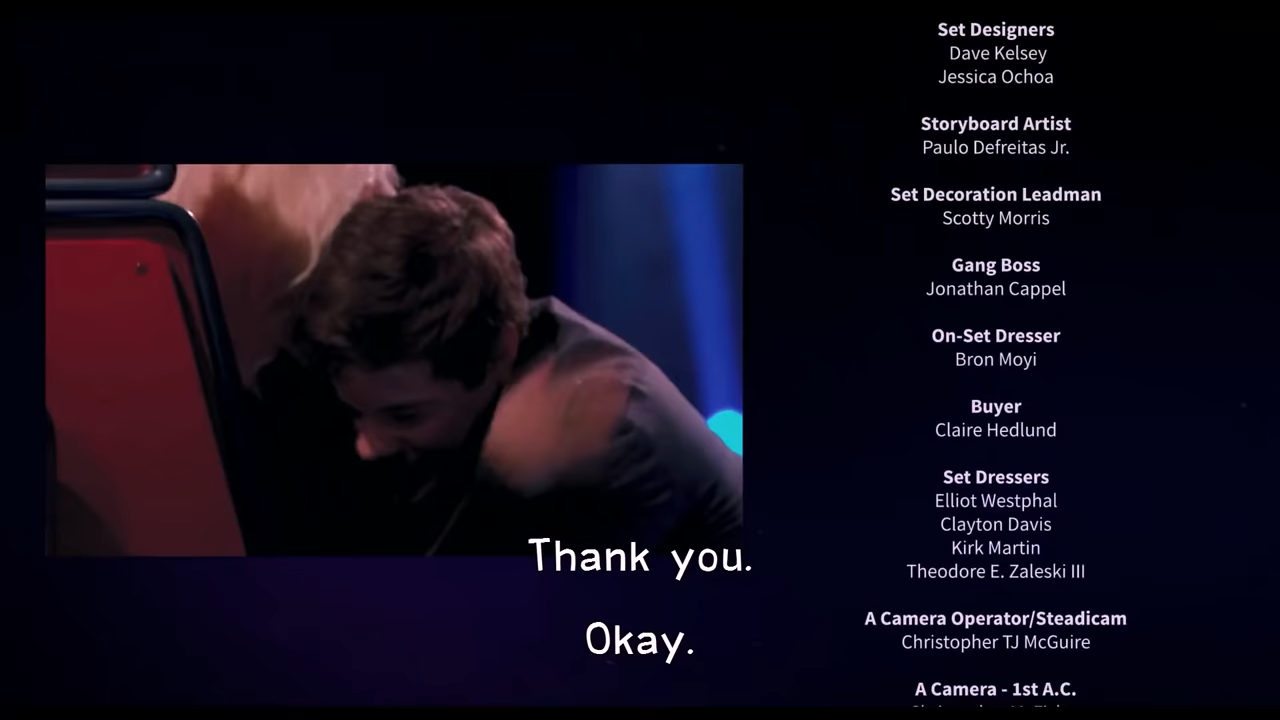 Set Designers
Dave Kelsey
Jessica Ochoa
Storyboard Artist
Paulo Defreitas Jr.
Set Decoration Leadman
Scotty Morris
Gang Boss
Jonathan Cappel
On-Set Dresser
Bron Moyi
Buyer
Claire Hedlund
Set Dressers
Elliot Westphal
Clayton Davis
Kirk Martin
Theodore E. Zaleski III
A Camera Operator/Steadicam
Christopher TJ McGuire
A Camera - 1st A.C.
Thank you.
Okay.